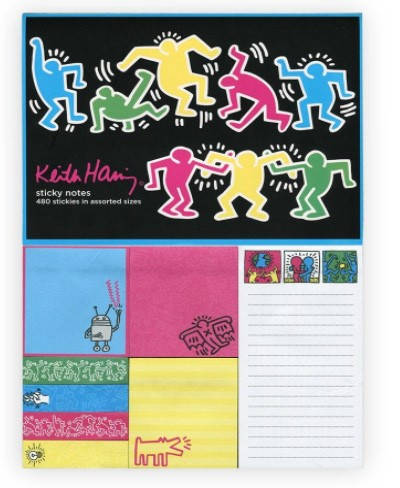 Keith Haring
sticky notes
480 stickies in assorted sizes